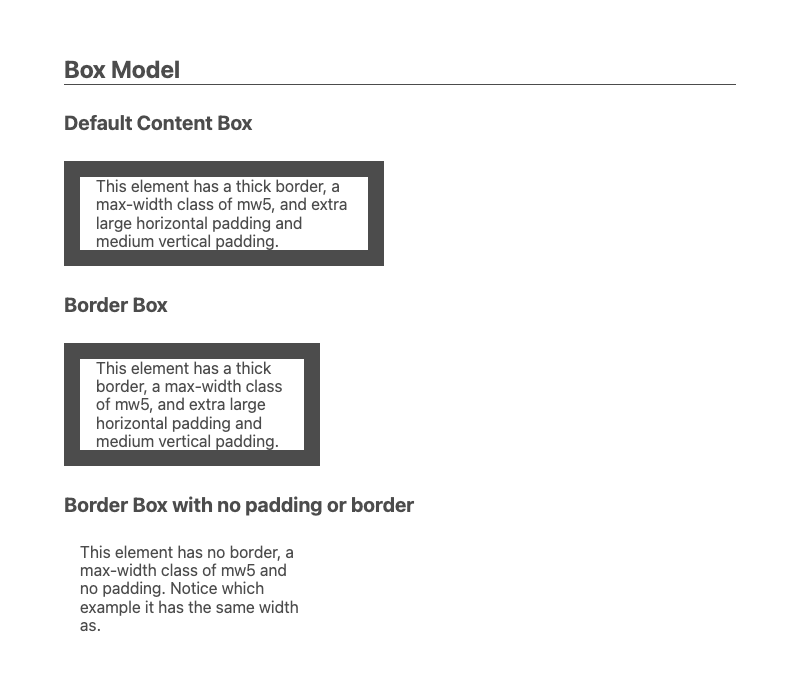 Box Model
Default Content Box
This element has a thick border, a
max-width class of mw5, and extra
large horizontal padding and
medium vertical padding.
Border Box
This element has a thick
border, a max-width class
of mw5, and extra large
horizontal padding and
medium vertical padding.
Border Box with no padding or border
This element has no border, a
max-width class of mw5 and
no padding. Notice which
example it has the same width
as.